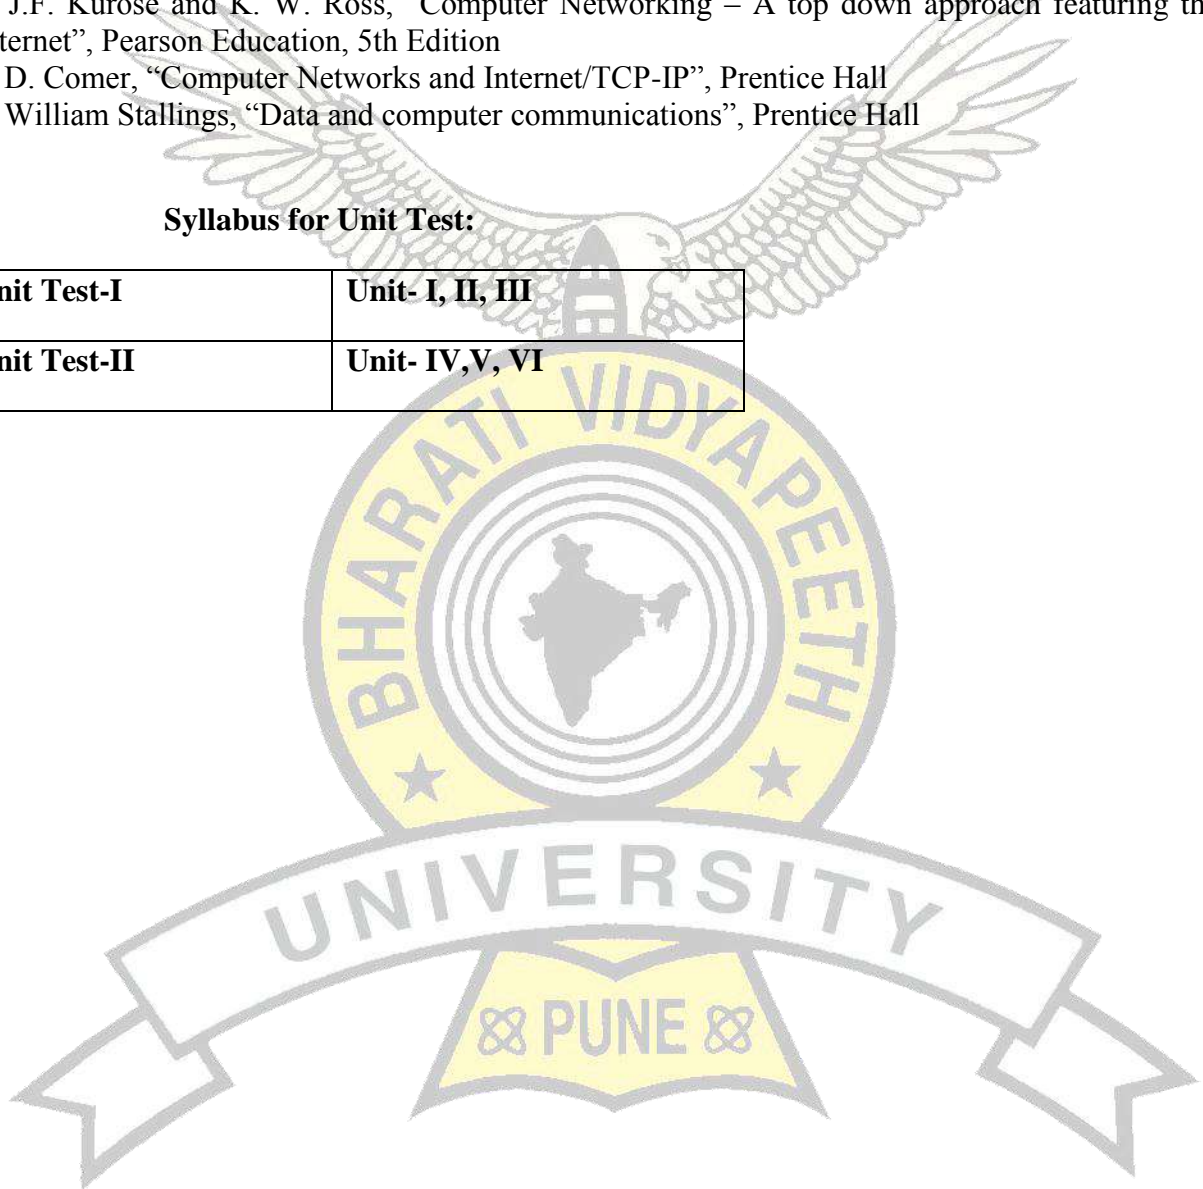 J.F. Kurose and K. W. Ross, “Computer Networking – A top down approach featuring
ternet”, Pearson Education, 5th Edition
D. Comer, “Computer Networks and Internet/TCP-IP”, Prentice Hall
William Stallings, “Data and computer communications”, Prentice Hall
Syllabus for Unit Test:
nit Test-I Unit- I, II, III
nit Test-II Unit- IV,V, VI
BHARATI VIDYAPEETH
UNIVERSITY
PUNE